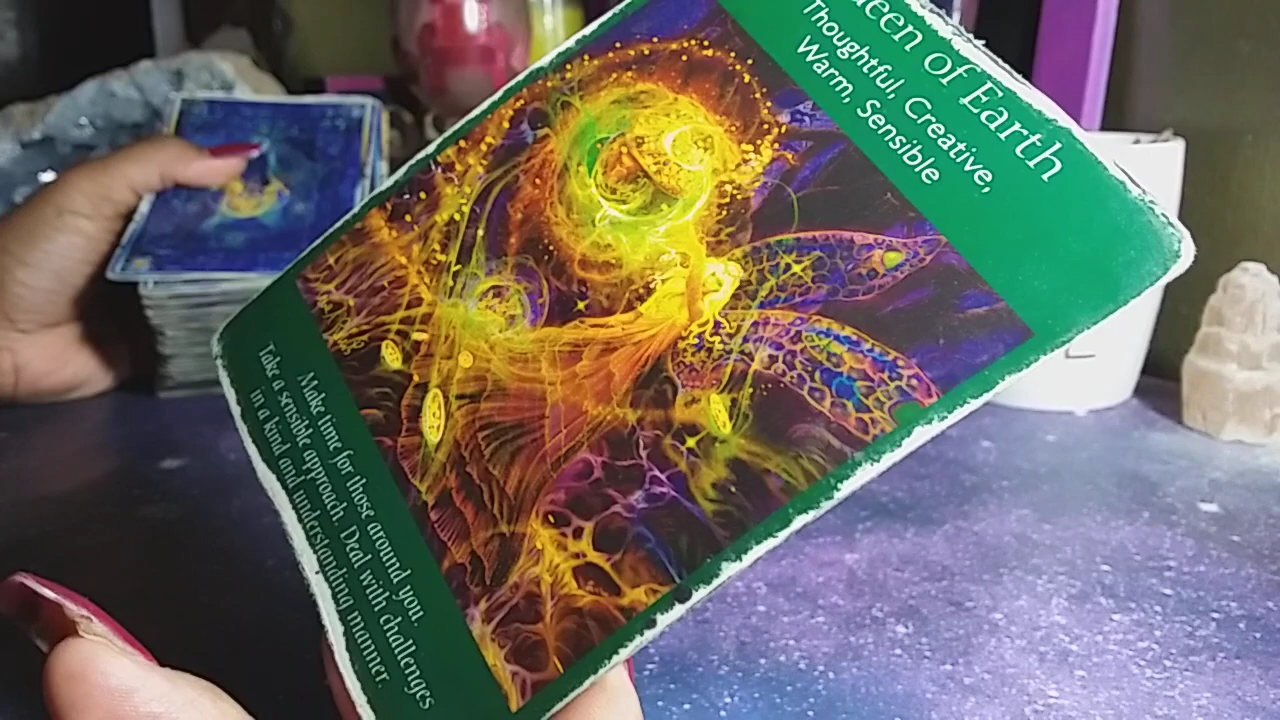 Queen of Earth
Thoughtful, Creative,
Warm, Sensible
Make time for those around you.
Take a sensible approach. Deal with challenges
in a kind and understanding manner.